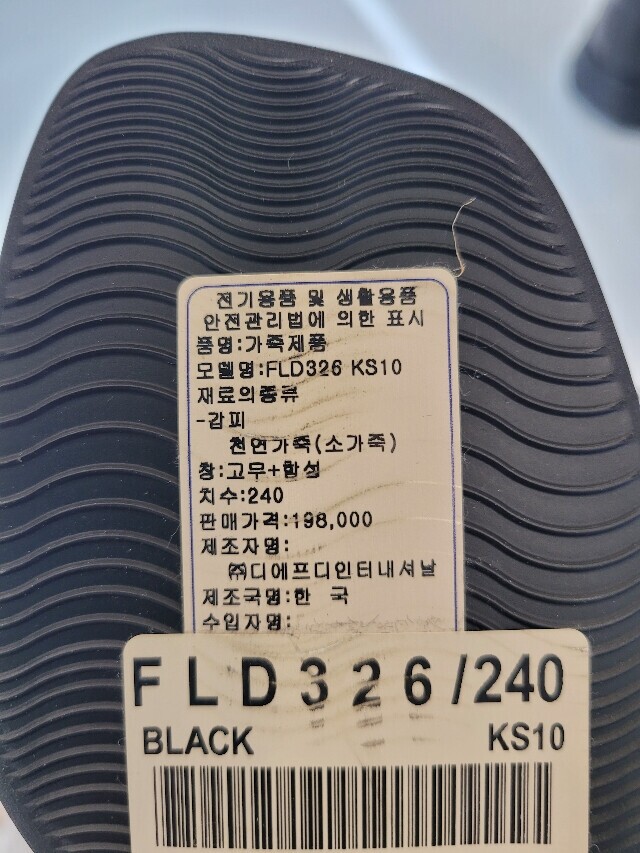 전기용품 및 생활용품
안전관리법에 의한 표시
품명:가죽제품
모델명:FLD326 KS10
재료의종류
-갑피
천연가죽(소가죽)
창:고무+합성
치수:240
판매가격:198,000
제조자명:
㈜디에프디인터내셔날
제조국명:한 국
수입자명:
FLD326/240
BLACK KS10